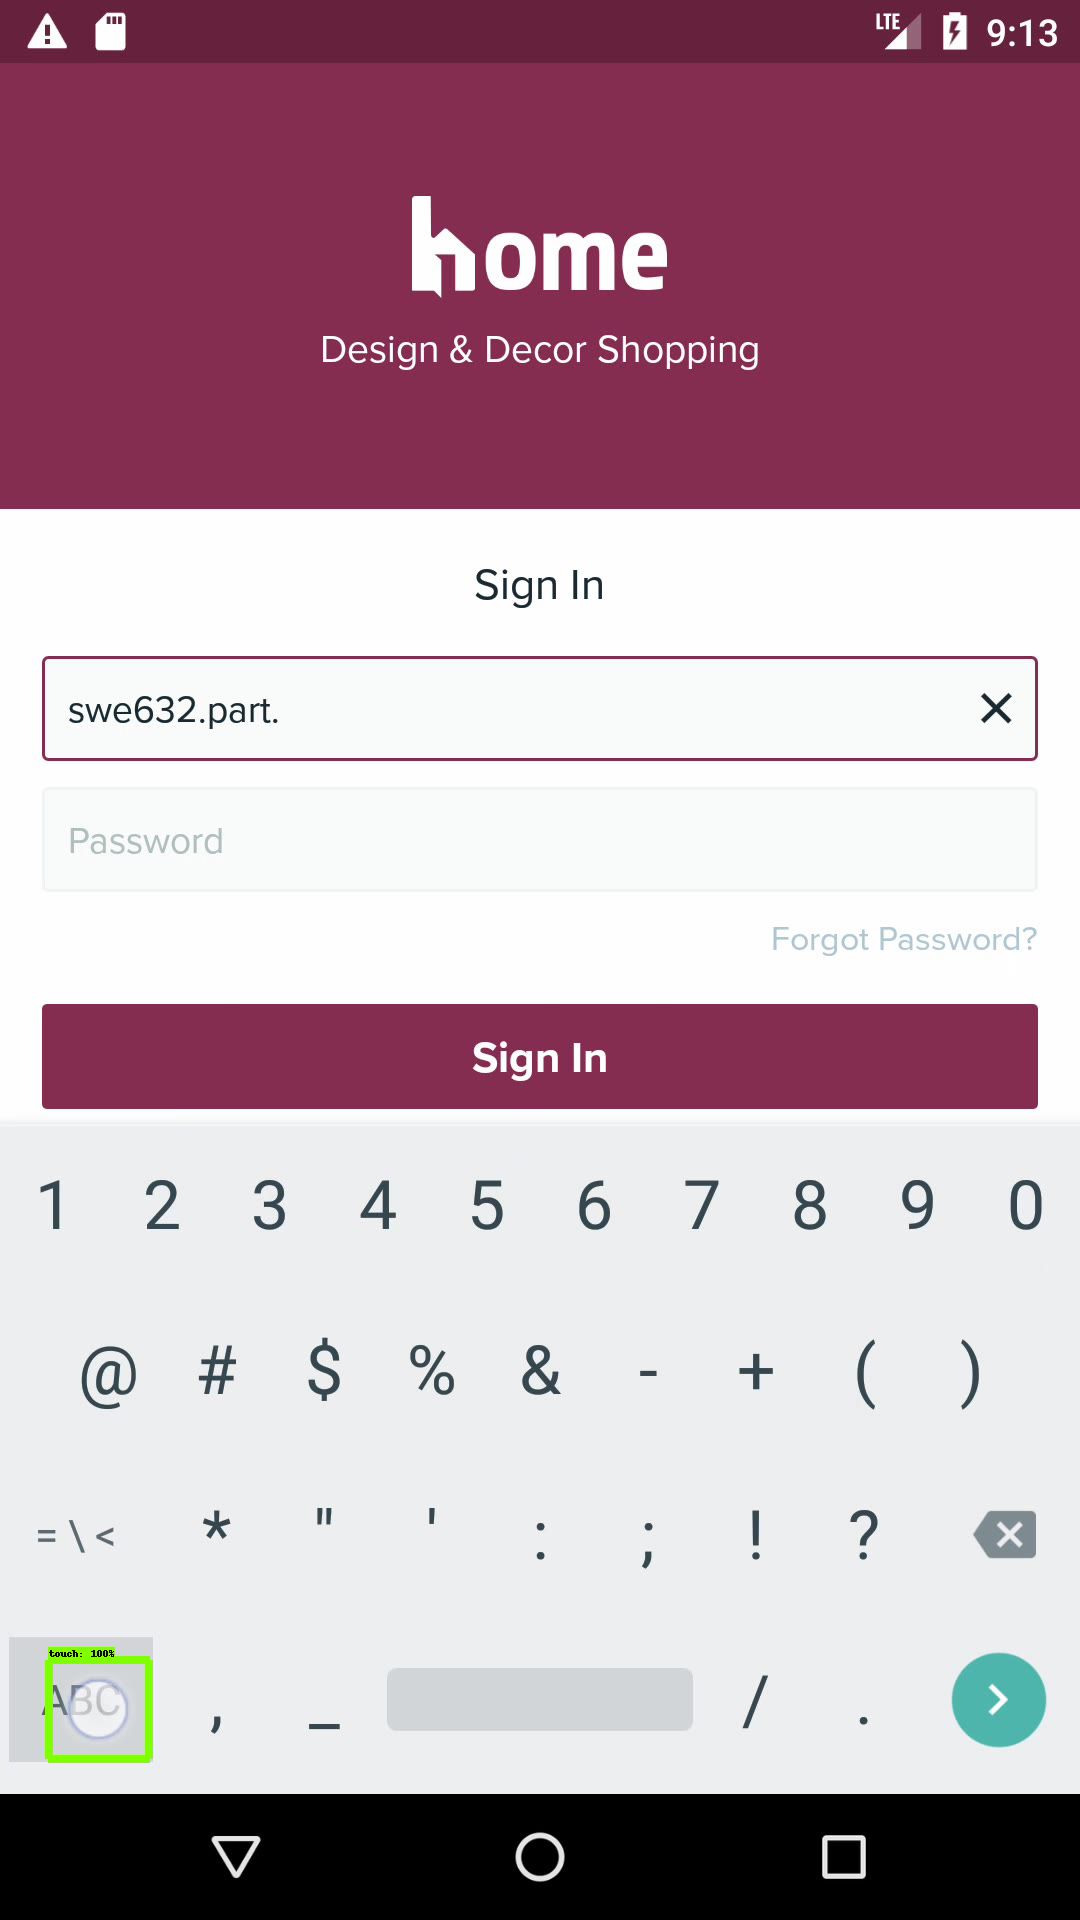 LTE 9:13
home
Design & Decor Shopping
Sign In
swe632.part.
Password
Forgot Password?
Sign In
1 2 3 4 5 6 7 8 9 0
@ # $ % & - + ( )
= \ < * " ' : ; ! ?
touch: 100%
ABC , _ / .